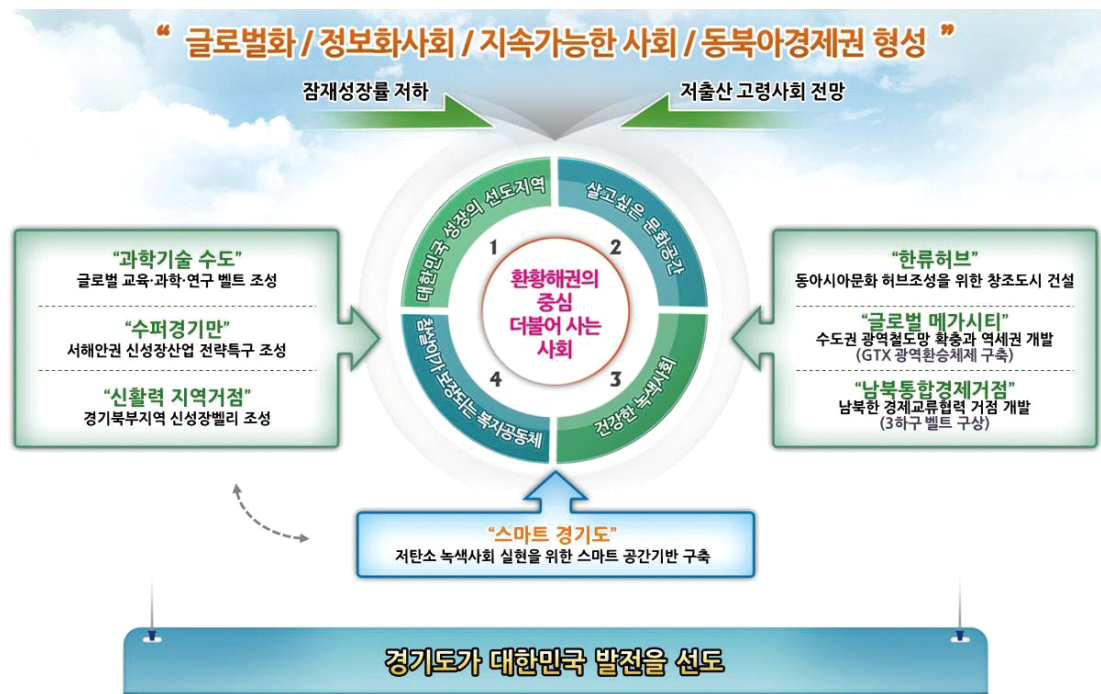 “ 글로벌화 / 정보화사회 / 지속가능한 사회 / 동북아경제권 형성 ”
잠재성장률 저하
저출산 고령사회 전망
대한민국 성장의 선도지역
살고싶은 문화공간
1
2
환황해권의
중심
더불어 사는
사회
4
3
참살이가 보장되는 복지공동체
건강한 녹색사회
“과학기술 수도”
글로벌 교육·과학·연구 벨트 조성
“수퍼경기만”
서해안권 신성장산업 전략특구 조성
“신활력 지역거점”
경기북부지역 신성장벨리 조성
“한류허브”
동아시아문화 허브조성을 위한 창조도시 건설
“글로벌 메가시티”
수도권 광역철도망 확충과 역세권 개발
(GTX 광역환승체제 구축)
“남북통합경제거점”
남북한 경제교류협력 거점 개발
(3하구 벨트 구상)
“스마트 경기도”
저탄소 녹색사회 실현을 위한 스마트 공간기반 구축
경기도가 대한민국 발전을 선도